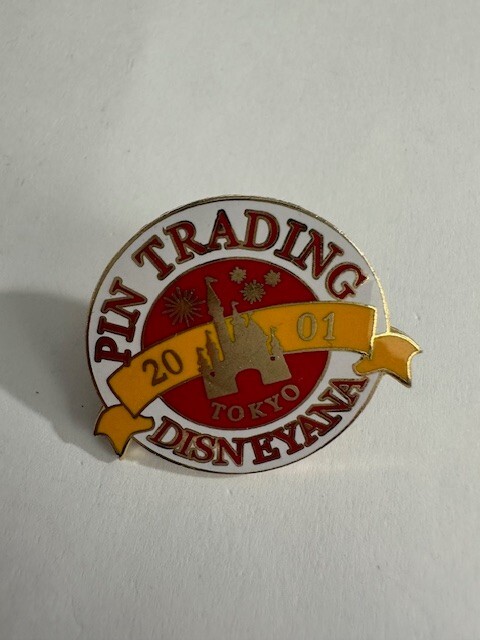 PIN TRADING
20 01
TOKYO
DISNEYANA